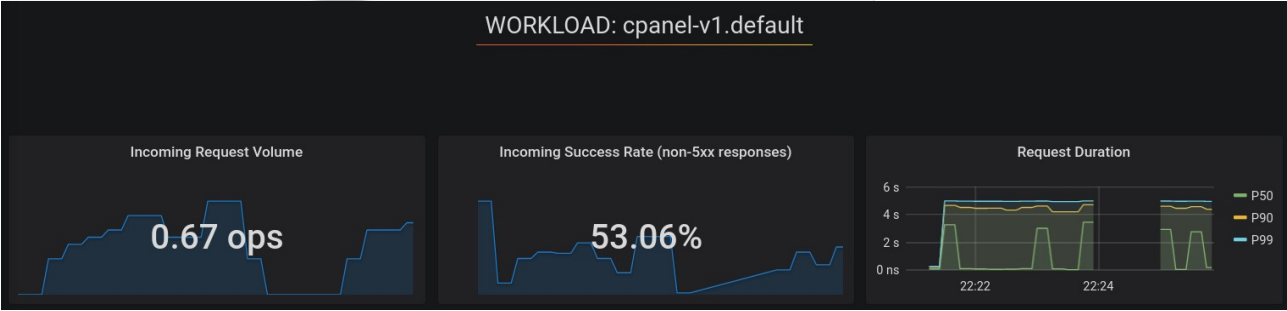 WORKLOAD: cpanel-v1.default
Incoming Request Volume
0.67 ops
Incoming Success Rate (non-5xx responses)
53.06%
Request Duration
6 s
4 s
2 s
0 ns
22:22
22:24
P50
P90
P99